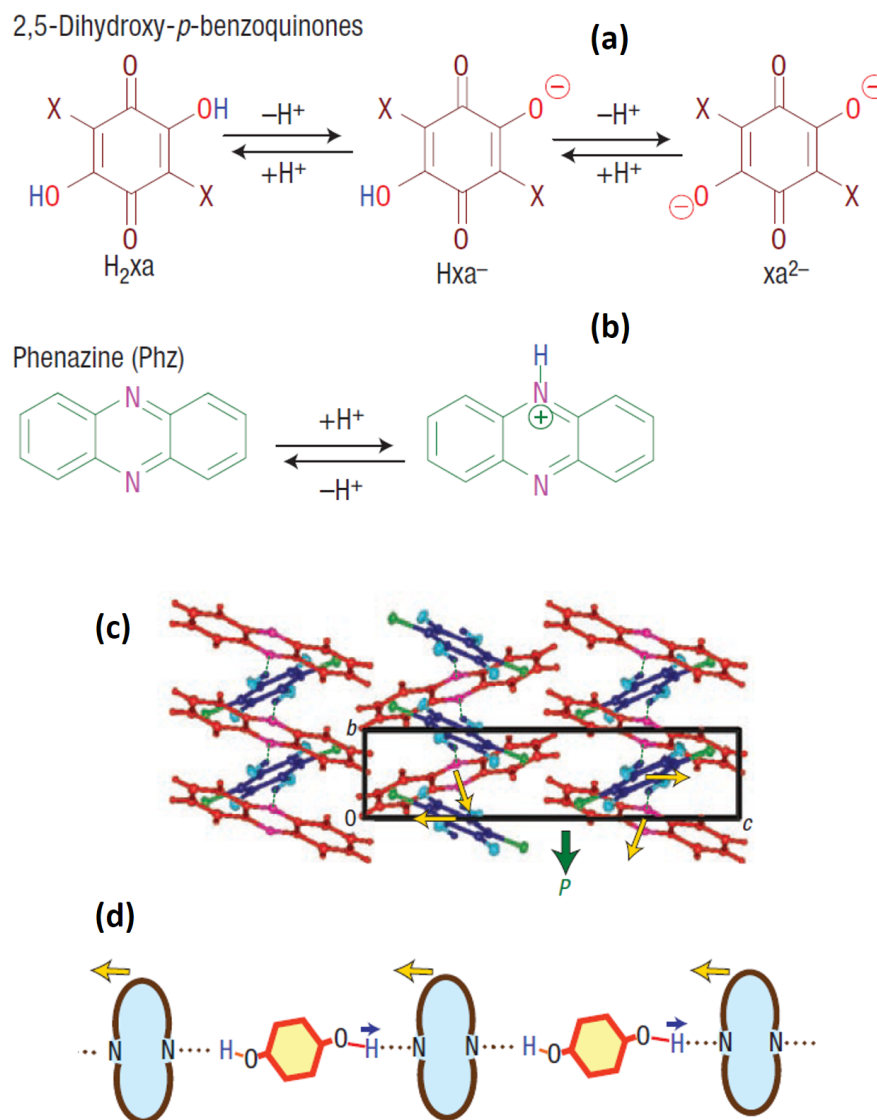 2,5-Dihydroxy-p-benzoquinones
(a)
O O O
X OH X O⊖ X O⊖
–H⁺ –H⁺
+H⁺ +H⁺
HO X HO X ⊖O X
O O O
H₂xa Hxa⁻ xa²⁻
(b)
Phenazine (Phz)
H
N N
⊕
+H⁺
–H⁺
N N
(c)
b
0
c
P
(d)
N N H O O H N N H O O H N N